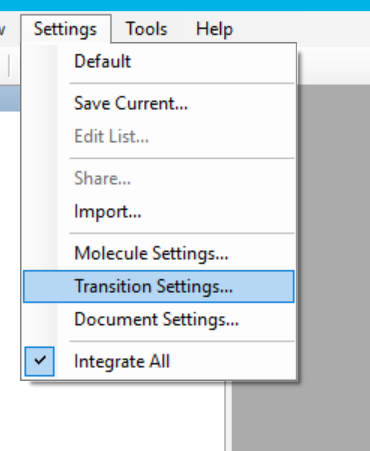 Settings Tools Help
Default
Save Current...
Edit List...
Share...
Import...
Molecule Settings...
Transition Settings...
Document Settings...
Integrate All